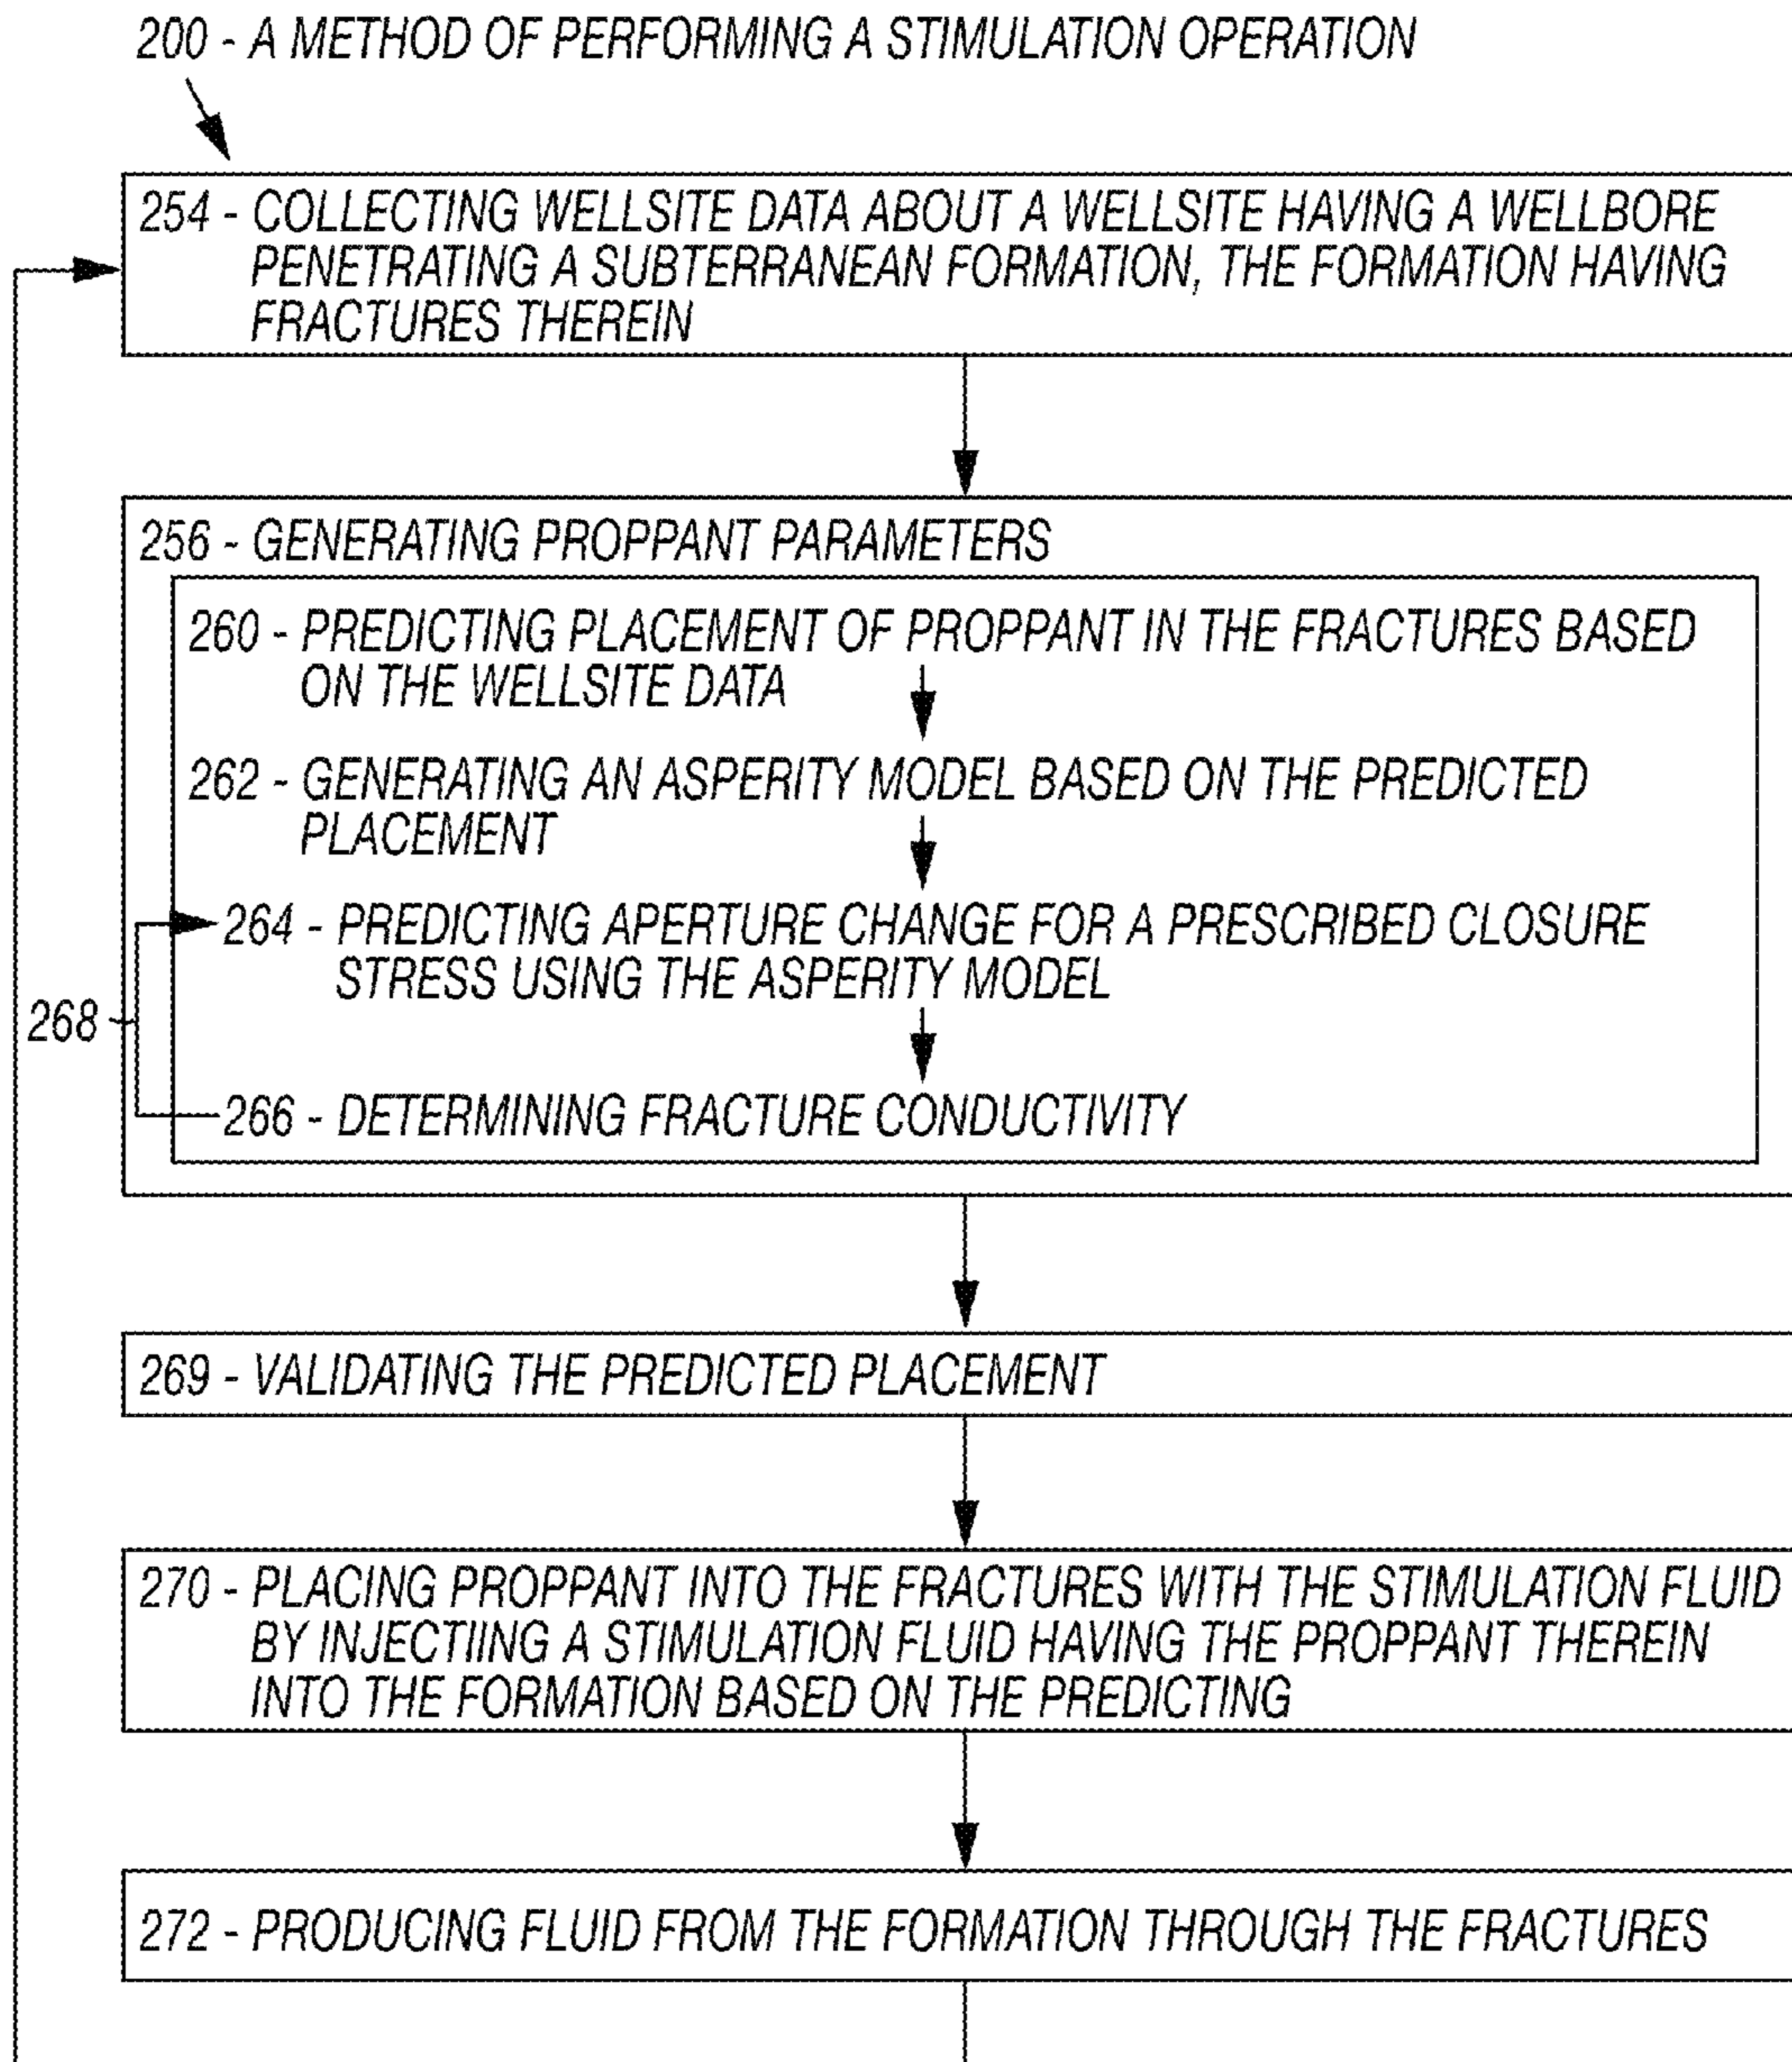 200 - A METHOD OF PERFORMING A STIMULATION OPERATION
254 - COLLECTING WELLSITE DATA ABOUT A WELLSITE HAVING A WELLBORE
PENETRATING A SUBTERRANEAN FORMATION, THE FORMATION HAVING
FRACTURES THEREIN
256 - GENERATING PROPPANT PARAMETERS
260 - PREDICTING PLACEMENT OF PROPPANT IN THE FRACTURES BASED
ON THE WELLSITE DATA
262 - GENERATING AN ASPERITY MODEL BASED ON THE PREDICTED
PLACEMENT
264 - PREDICTING APERTURE CHANGE FOR A PRESCRIBED CLOSURE
STRESS USING THE ASPERITY MODEL
268
266 - DETERMINING FRACTURE CONDUCTIVITY
269 - VALIDATING THE PREDICTED PLACEMENT
270 - PLACING PROPPANT INTO THE FRACTURES WITH THE STIMULATION FLUID
BY INJECTIING A STIMULATION FLUID HAVING THE PROPPANT THEREIN
INTO THE FORMATION BASED ON THE PREDICTING
272 - PRODUCING FLUID FROM THE FORMATION THROUGH THE FRACTURES